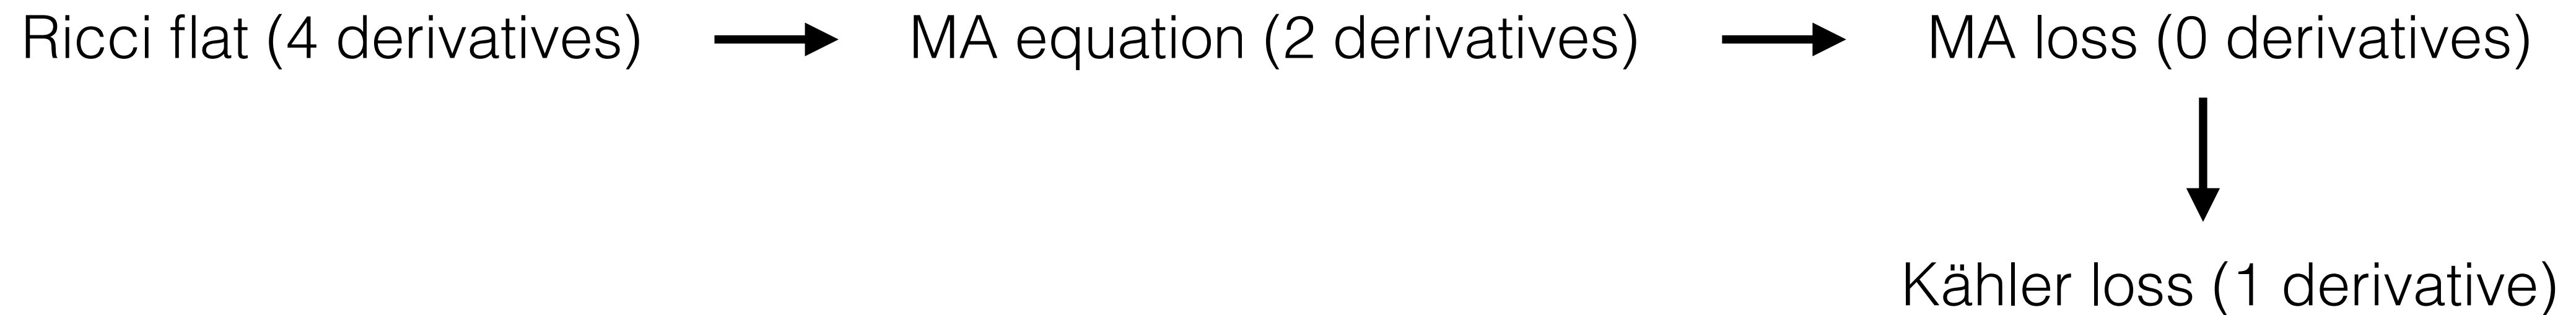 Ricci flat (4 derivatives) MA equation (2 derivatives) MA loss (0 derivatives)
Kähler loss (1 derivative)